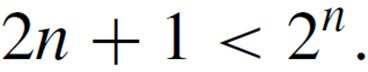 2n + 1 < 2ⁿ.